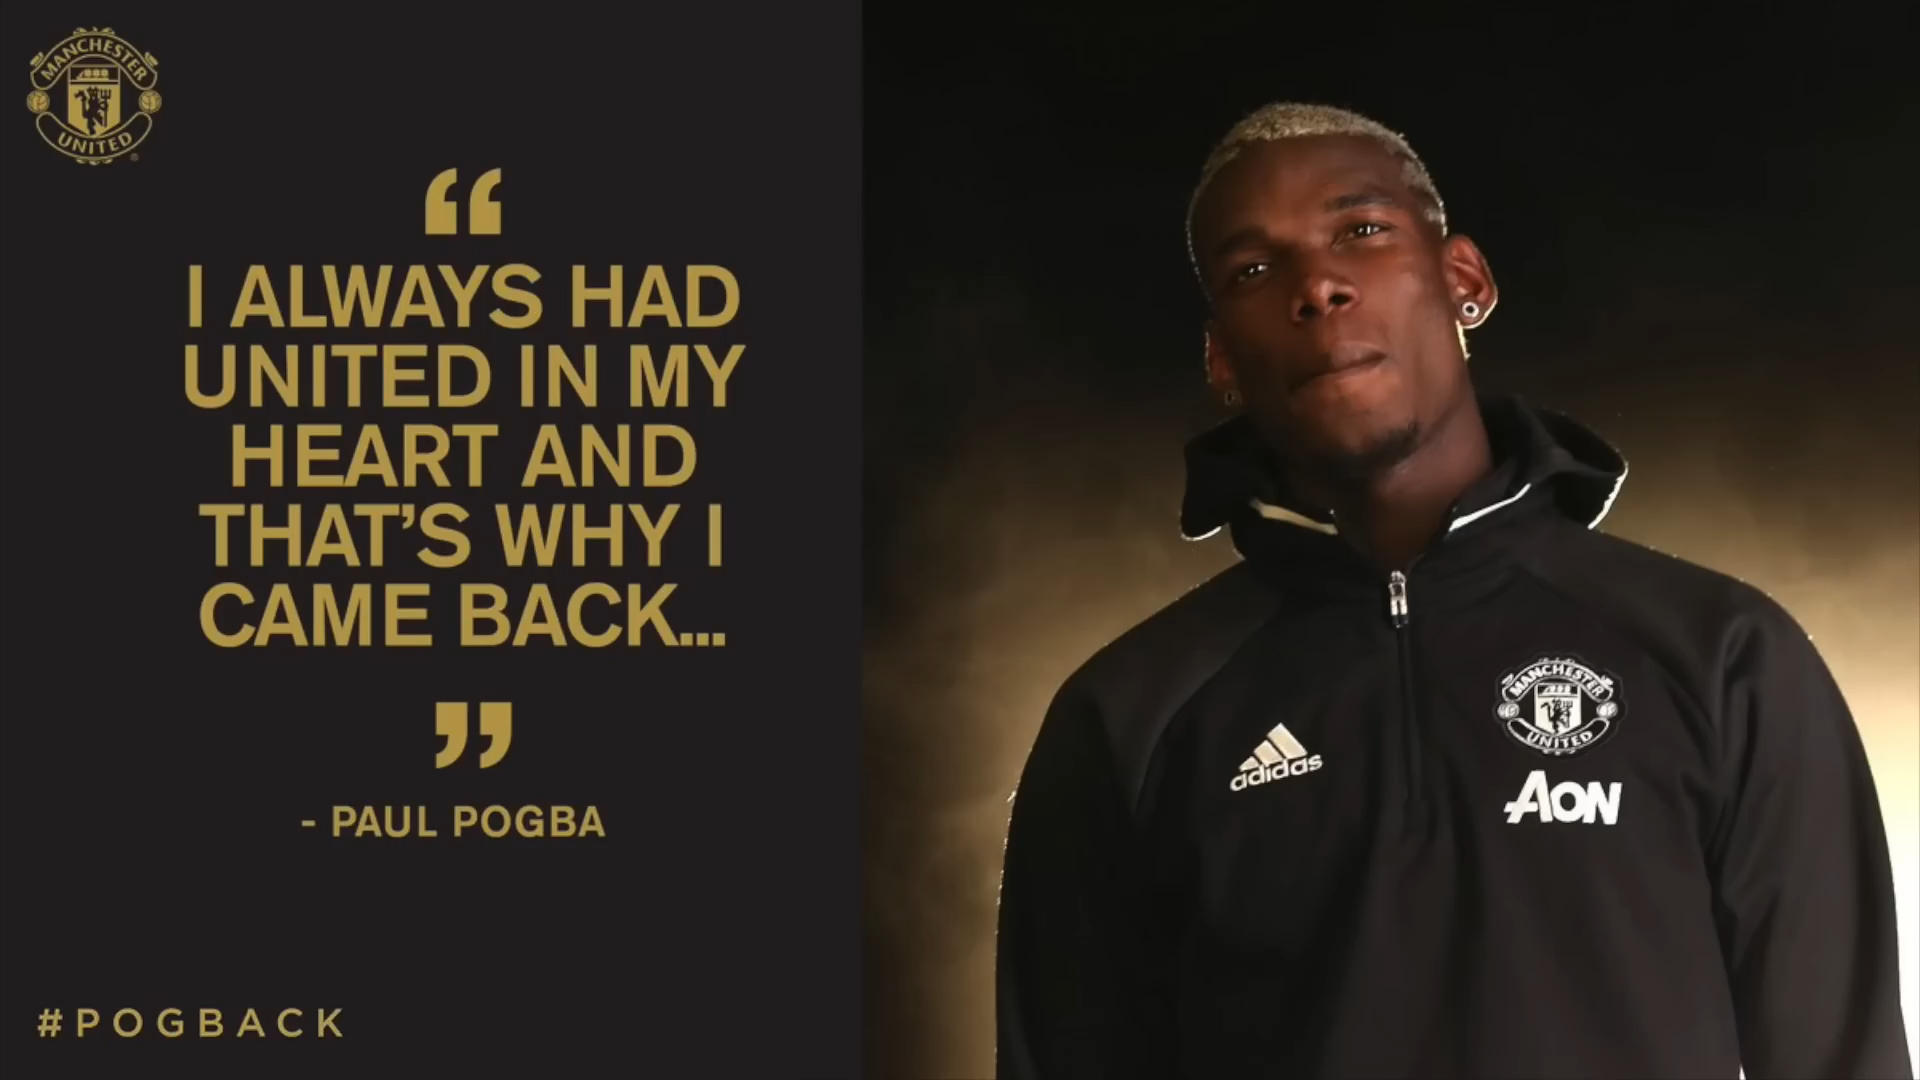 MANCHESTER
UNITED
“
I ALWAYS HAD
UNITED IN MY
HEART AND
THAT’S WHY I
CAME BACK...
”
- PAUL POGBA
#POGBACK
adidas
MANCHESTER
UNITED
AON